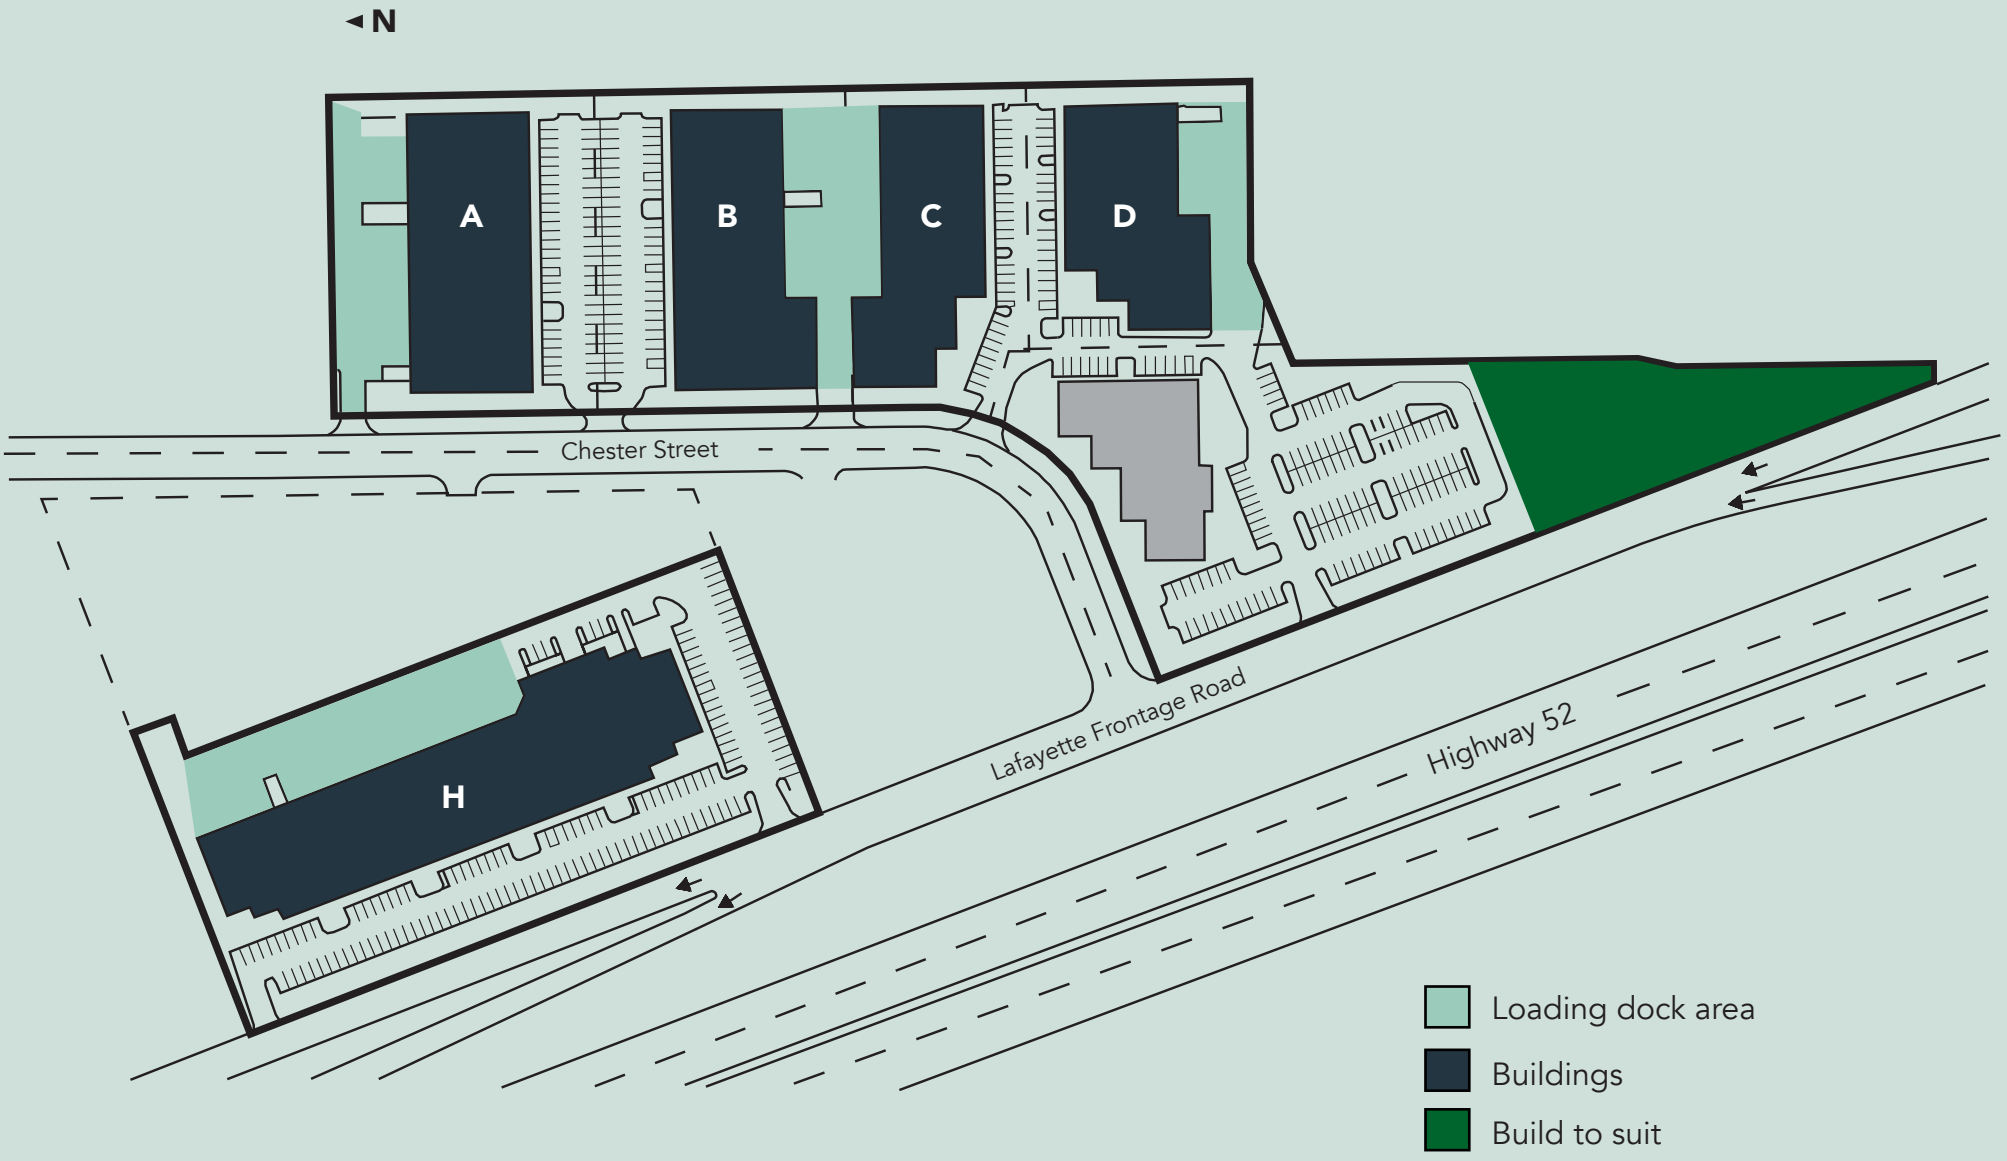 N
A
B
C
D
Chester Street
Lafayette Frontage Road
Highway 52
H
Loading dock area
Buildings
Build to suit